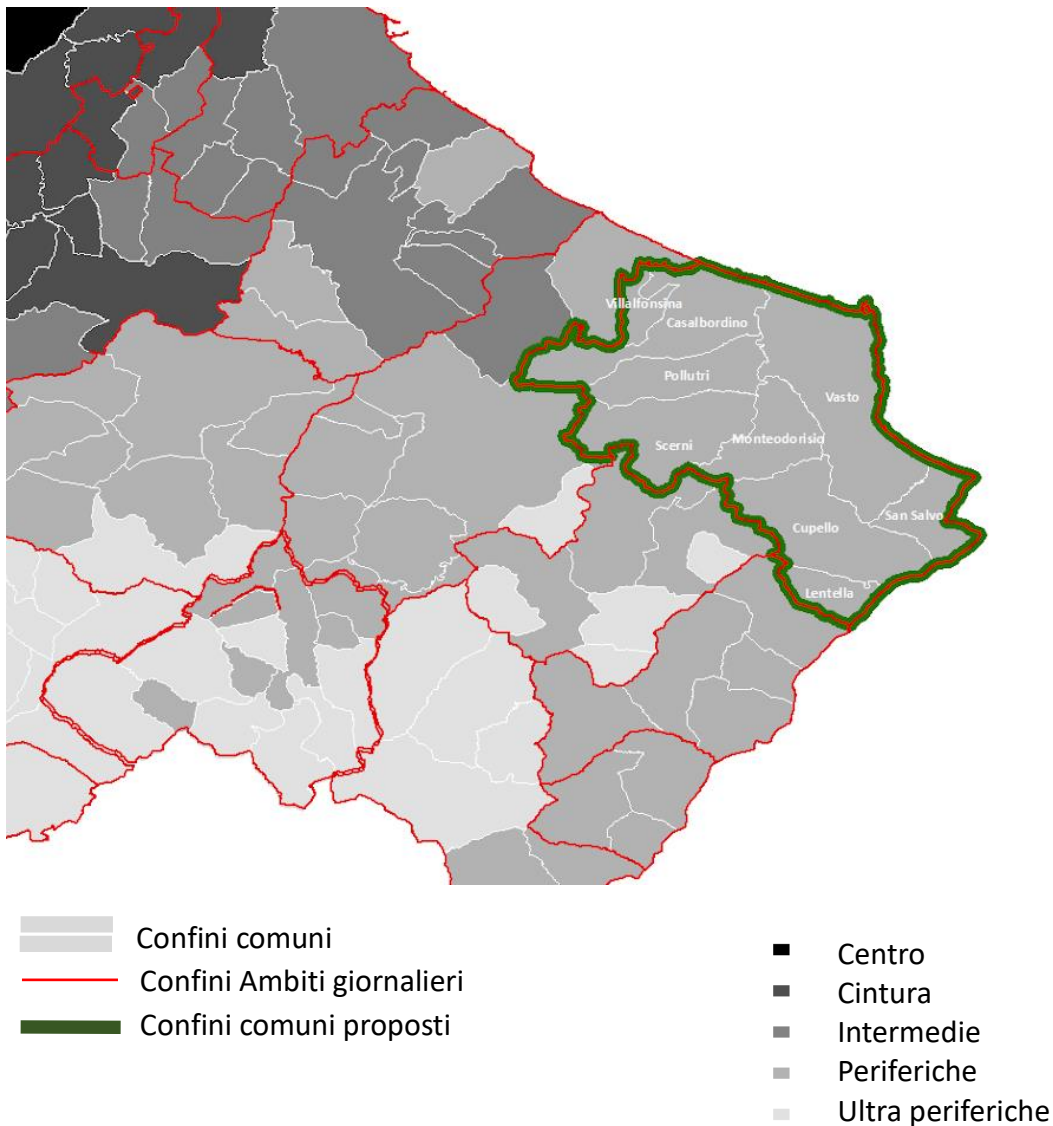 Villalfonsina
Casalbordino
Pollutri
Vasto
Scerni
Monteodorisio
Cupello
San Salvo
Lentella
Confini comuni
Confini Ambiti giornalieri
Confini comuni proposti
Centro
Cintura
Intermedie
Periferiche
Ultra periferiche